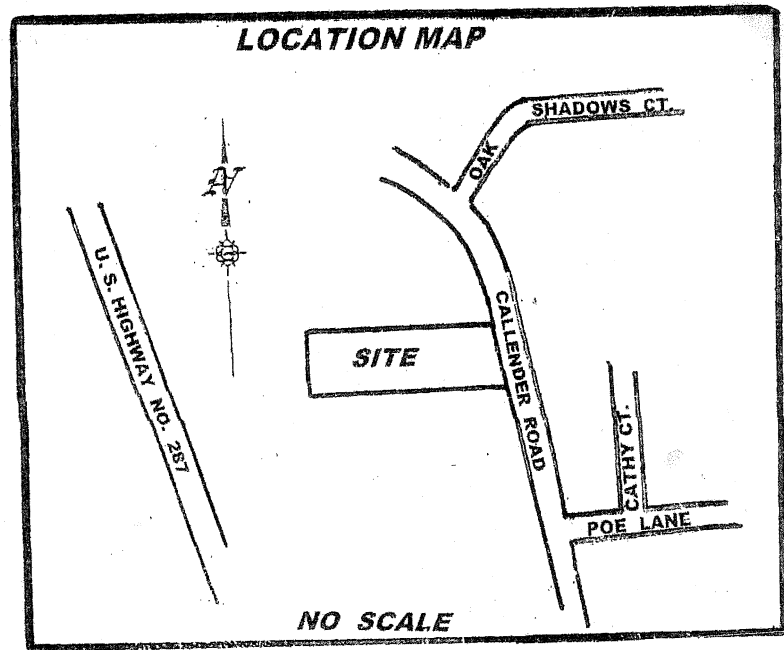 LOCATION MAP
SHADOWS CT.
OAK
N
U. S. HIGHWAY NO. 287
CALLENDER ROAD
SITE
CATHY CT.
POE LANE
NO SCALE